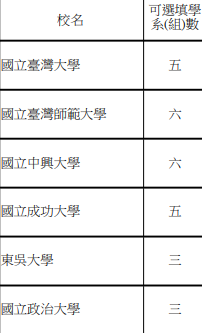 校名
可選填學
系(組)數
國立臺灣大學
五
國立臺灣師範大學
六
國立中興大學
六
國立成功大學
五
東吳大學
三
國立政治大學
三